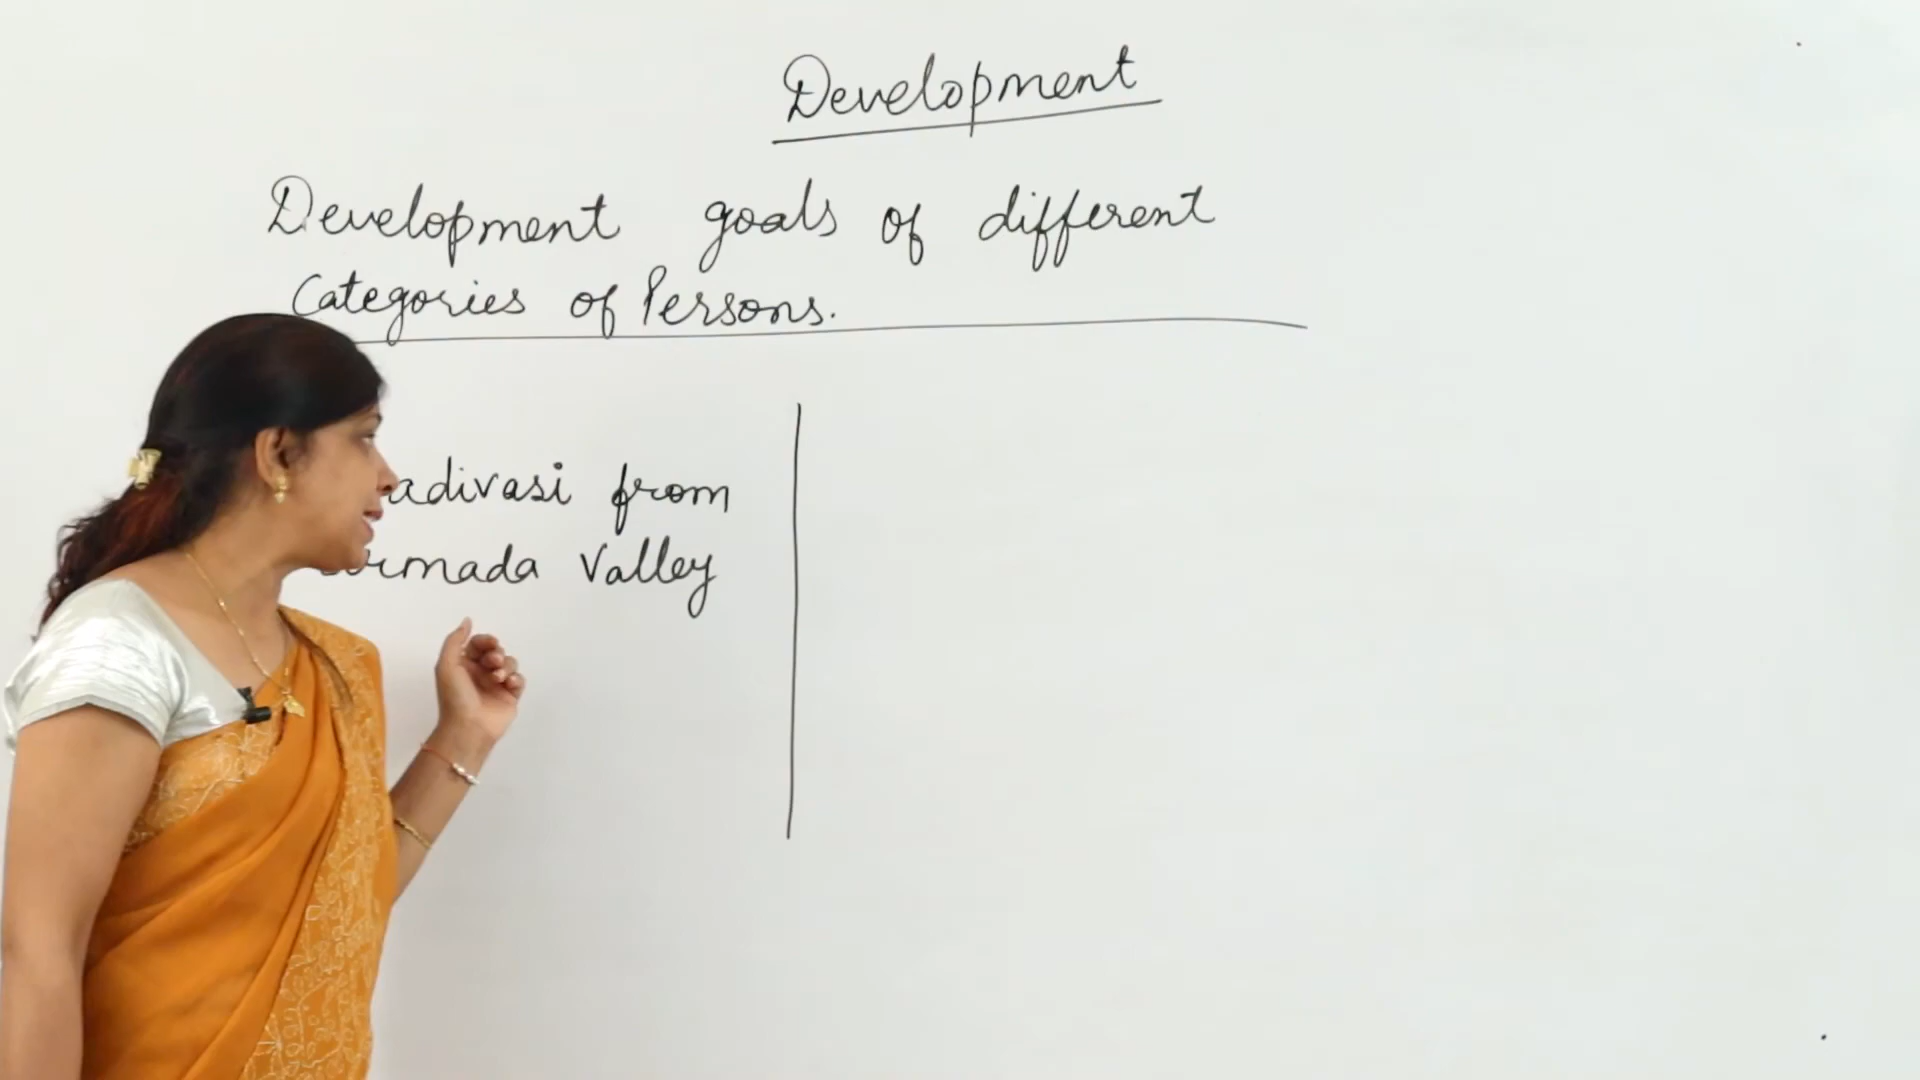 Development
Development goals of different
Categories of Persons.
adivasi from
Valley